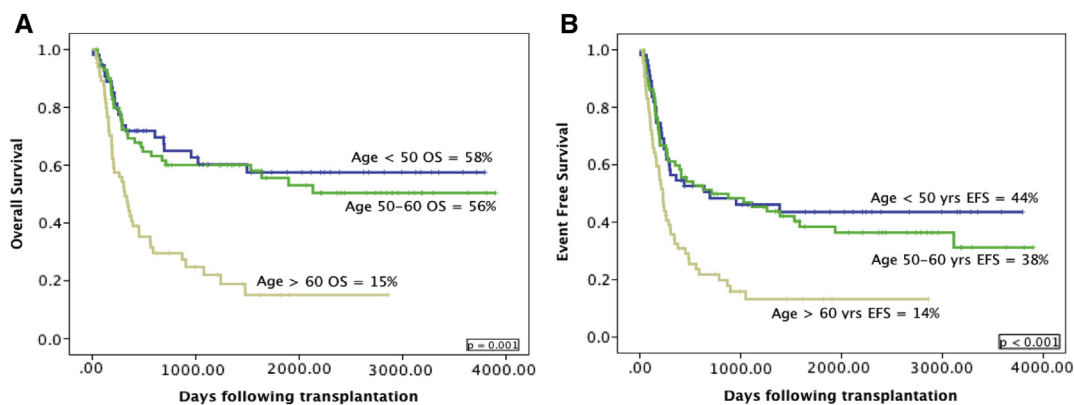 A
1.0
0.8
0.6
0.4
0.2
0.0
Overall Survival
Age < 50 OS = 58%
Age 50-60 OS = 56%
Age > 60 OS = 15%
p = 0.001
.00 1000.00 2000.00 3000.00 4000.00
Days following transplantation
B
1.0
0.8
0.6
0.4
0.2
0.0
Event Free Survival
Age < 50 yrs EFS = 44%
Age 50-60 yrs EFS = 38%
Age > 60 yrs EFS = 14%
p < 0.001
.00 1000.00 2000.00 3000.00 4000.00
Days following transplantation